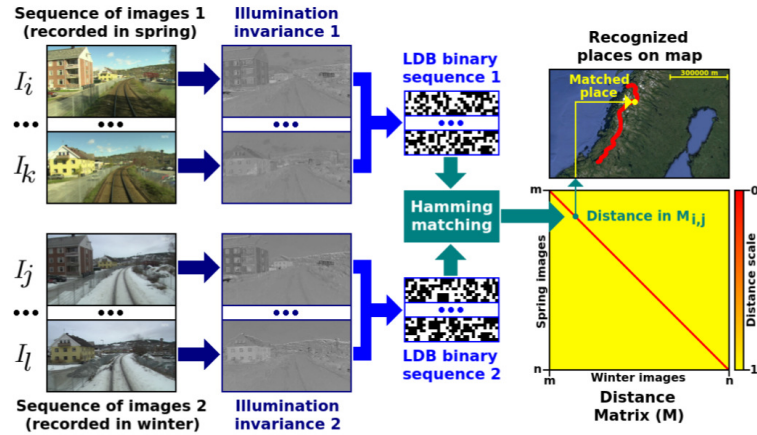 Sequence of images 1
(recorded in spring)
Illumination
invariance 1
I_i
•••
•••
I_k
LDB binary
sequence 1
•••
Recognized
places on map
Matched
place
300000 m
Hamming
matching
I_j
•••
•••
I_l
Sequence of images 2
(recorded in winter)
•••
Illumination
invariance 2
•••
LDB binary
sequence 2
m
Distance in M_i,j
Spring images
n
m
Winter images
n
Distance
Matrix (M)
0
Distance scale
1